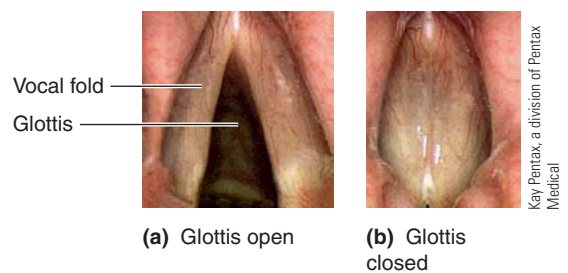 Vocal fold
Glottis
(a) Glottis open
(b) Glottis
closed
Kay Pentax, a division of Pentax
Medical